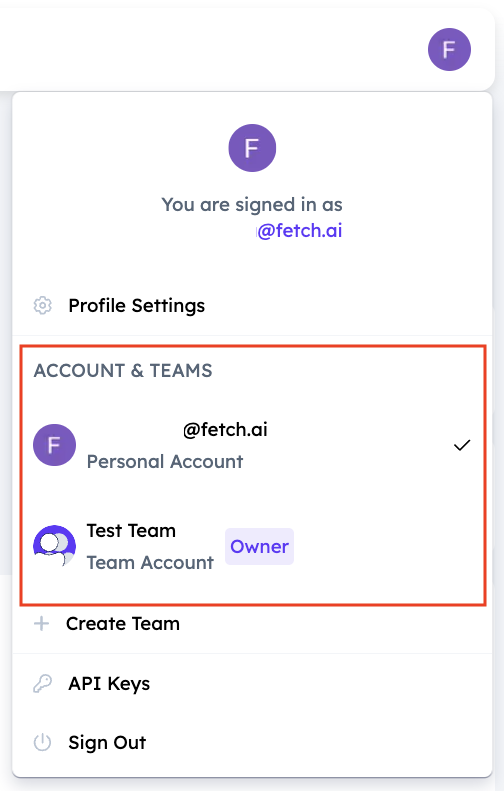 F
F
You are signed in as
@fetch.ai
Profile Settings
ACCOUNT & TEAMS
F
@fetch.ai
Personal Account
Test Team
Team Account
Owner
Create Team
API Keys
Sign Out